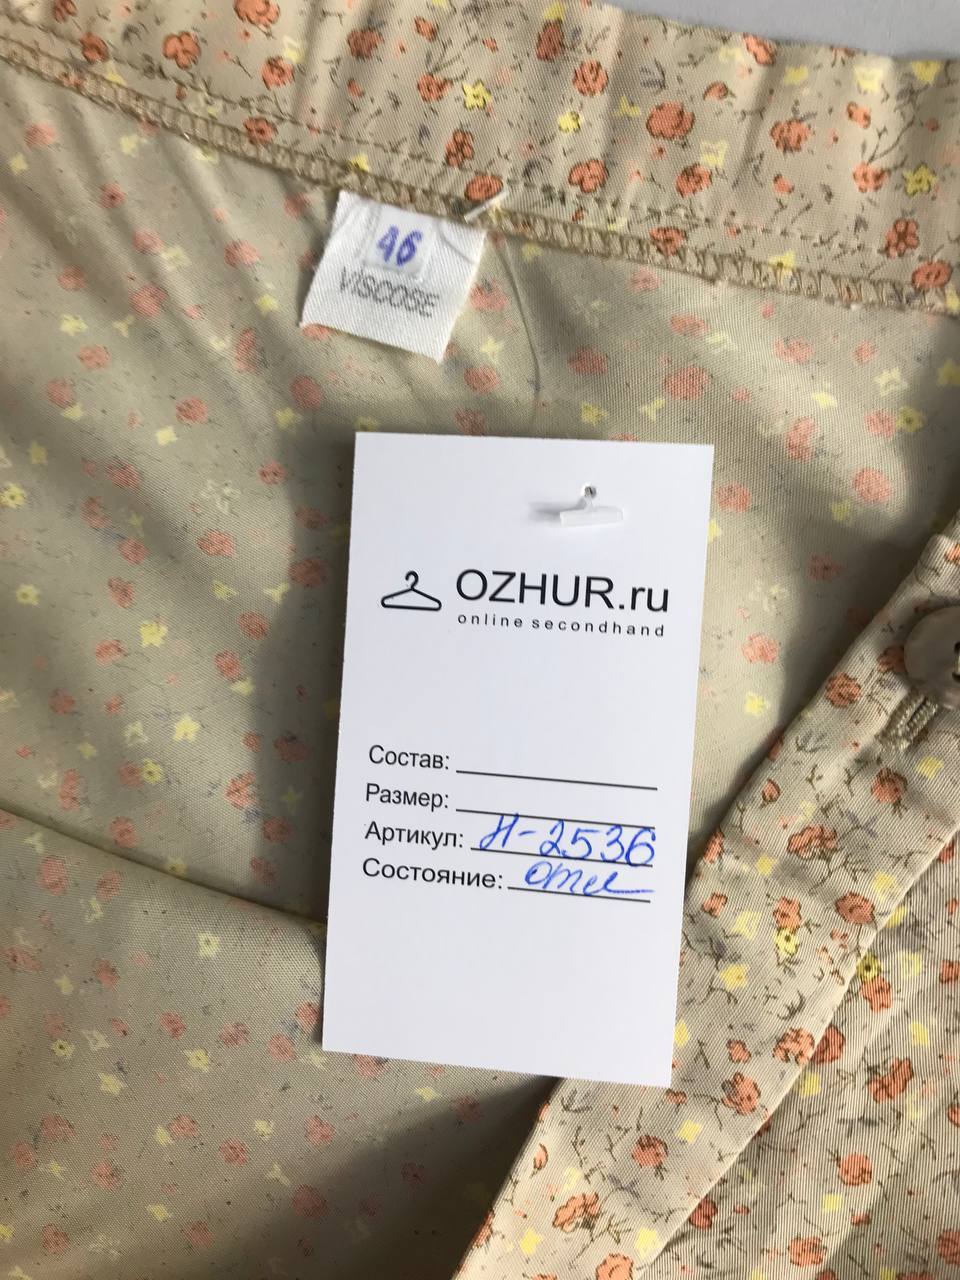 46
VISCOSE
OZHUR.ru
online secondhand
Состав:
Размер:
Артикул: Н-2536
Состояние: отл